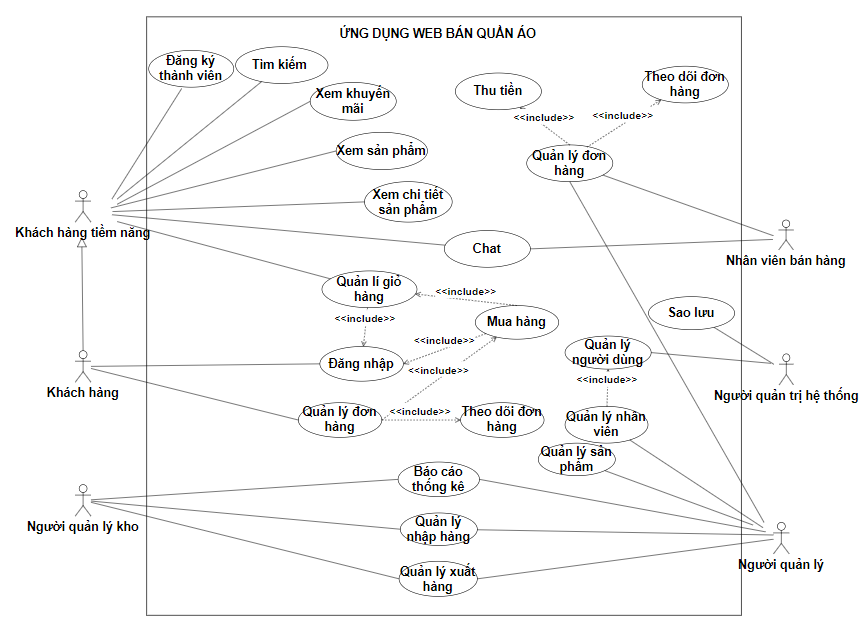 ỨNG DỤNG WEB BÁN QUẦN ÁO
Đăng ký
thành viên
Tìm kiếm
Xem khuyến
mãi
Thu tiền
Theo dõi đơn
hàng
<<include>>
<<include>>
Xem sản phẩm
Quản lý đơn
hàng
Xem chi tiết
sản phẩm
Khách hàng tiềm năng
Chat
Nhân viên bán hàng
Quản lí giỏ
hàng
<<include>>
<<include>>
Mua hàng
Sao lưu
<<include>>
Quản lý
người dùng
Đăng nhập
<<include>>
<<include>>
Khách hàng
Người quản trị hệ thống
Quản lý đơn
hàng
<<include>>
Theo dõi đơn
hàng
Quản lý nhân
viên
Quản lý sản
phẩm
Báo cáo
thống kê
Người quản lý kho
Quản lý
nhập hàng
Người quản lý
Quản lý xuất
hàng